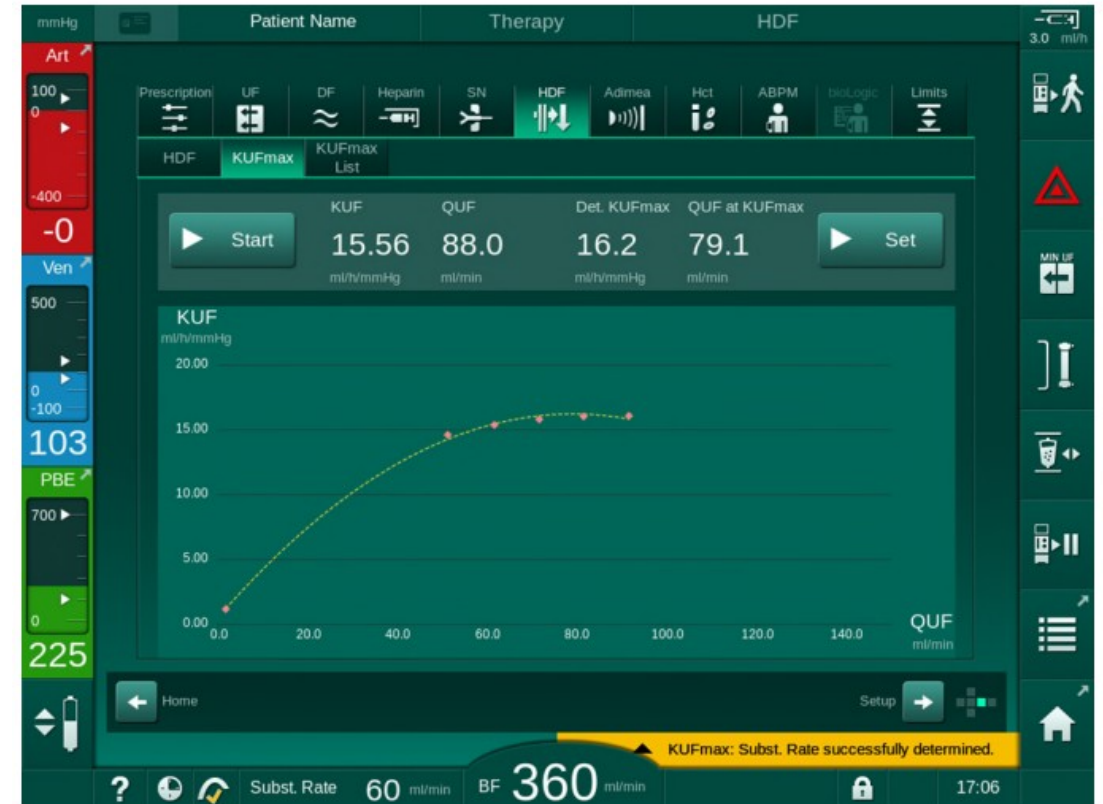 mmHg
Patient Name
Therapy
HDF
3.0 ml/h
Art
100
0
-400
-0
Ven
500
0
-100
103
PBE
700
0
225
Prescription
UF
DF
Heparin
SN
HDF
Adimea
Hct
ABPM
bioLogic
Limits
HDF
KUFmax
KUFmax
List
Start
KUF
15.56
ml/h/mmHg
QUF
88.0
ml/min
Det. KUFmax
16.2
ml/h/mmHg
QUF at KUFmax
79.1
ml/min
Set
KUF
ml/h/mmHg
20.00
15.00
10.00
5.00
0.00
0.0 20.0 40.0 60.0 80.0 100.0 120.0 140.0
QUF
ml/min
MIN UF
Home
Setup
KUFmax: Subst. Rate successfully determined.
? Subst. Rate 60 ml/min BF 360 ml/min 17:06